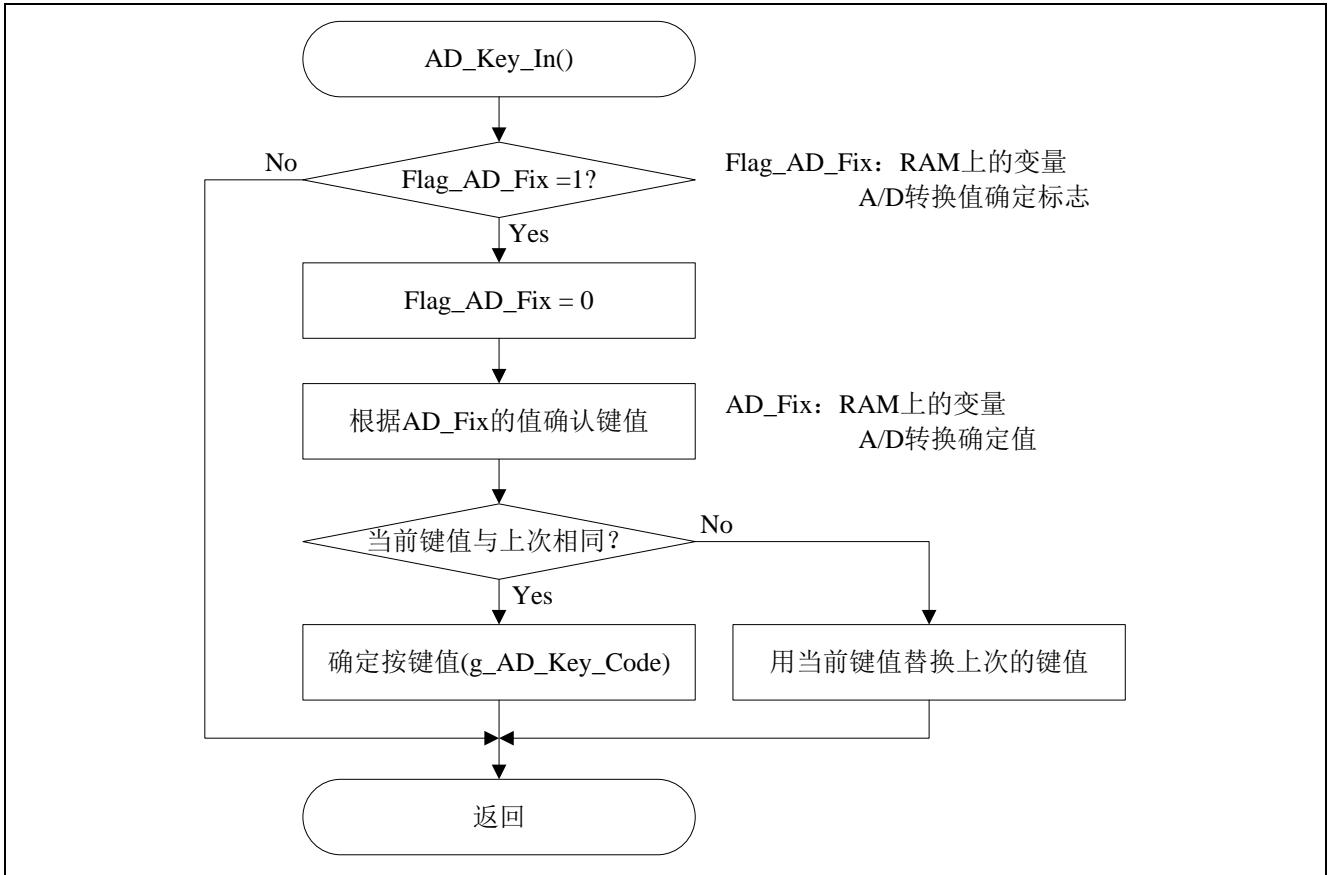 AD_Key_In()
No
Flag_AD_Fix =1?
Flag_AD_Fix：RAM上的变量
A/D转换值确定标志
Yes
Flag_AD_Fix = 0
根据AD_Fix的值确认键值
AD_Fix：RAM上的变量
A/D转换确定值
当前键值与上次相同？
No
Yes
确定按键值(g_AD_Key_Code)
用当前键值替换上次的键值
返回